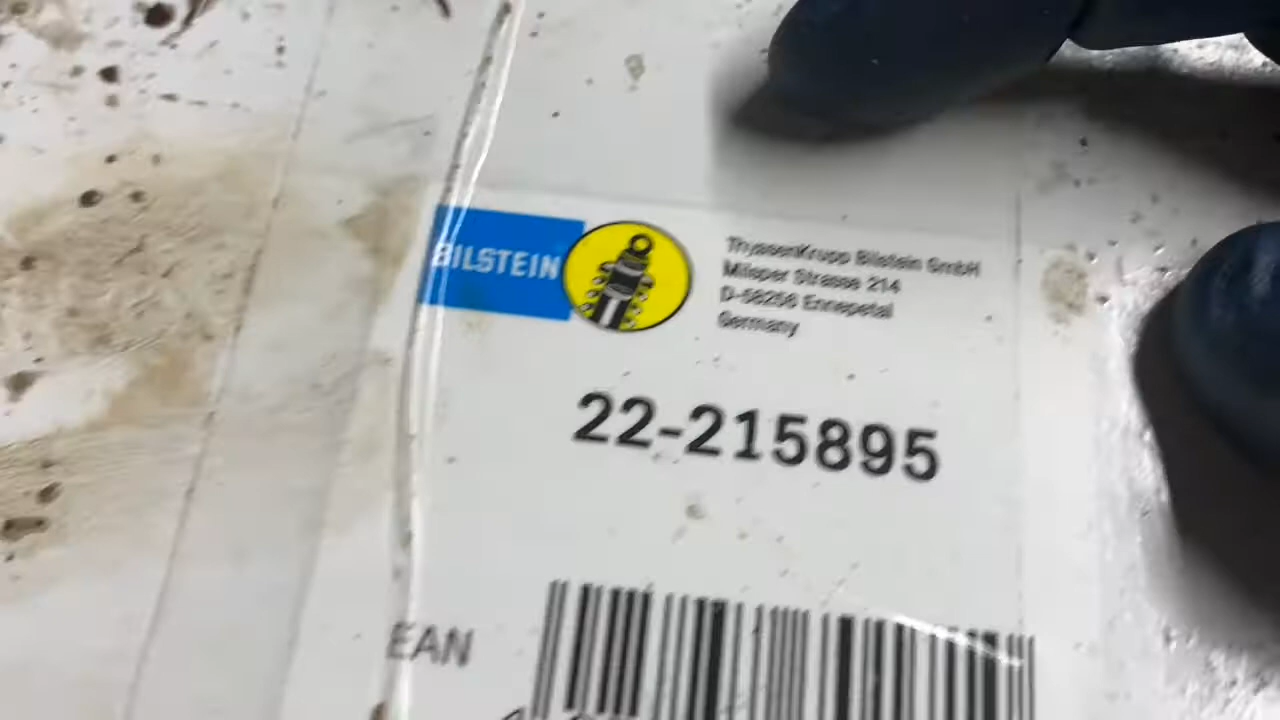 BILSTEIN
ThyssenKrupp Bilstein GmbH
Milsper Strasse 214
D-58256 Ennepetal
Germany
22-215895
EAN